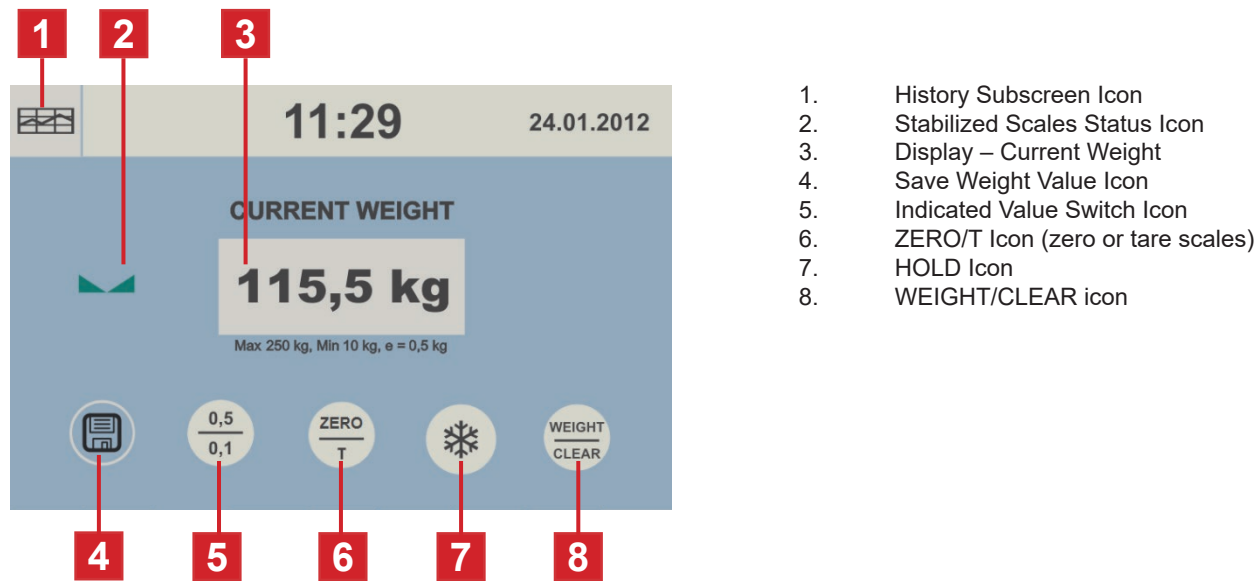 1 2 3
11:29 24.01.2012
CURRENT WEIGHT
115,5 kg
Max 250 kg, Min 10 kg, e = 0,5 kg
0,5
0,1
ZERO
T
WEIGHT
CLEAR
4 5 6 7 8
1. History Subscreen Icon
2. Stabilized Scales Status Icon
3. Display – Current Weight
4. Save Weight Value Icon
5. Indicated Value Switch Icon
6. ZERO/T Icon (zero or tare scales)
7. HOLD Icon
8. WEIGHT/CLEAR icon